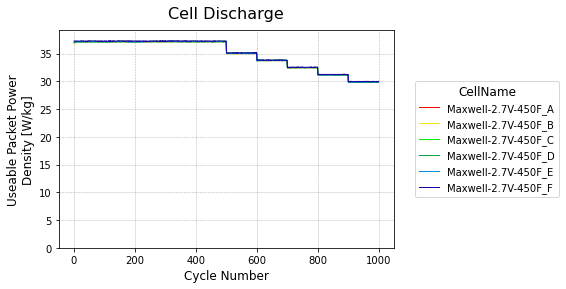 Cell Discharge
Useable Packet Power
Density [W/kg]
35
30
25
20
15
10
5
0
0 200 400 600 800 1000
Cycle Number
CellName
Maxwell-2.7V-450F_A
Maxwell-2.7V-450F_B
Maxwell-2.7V-450F_C
Maxwell-2.7V-450F_D
Maxwell-2.7V-450F_E
Maxwell-2.7V-450F_F